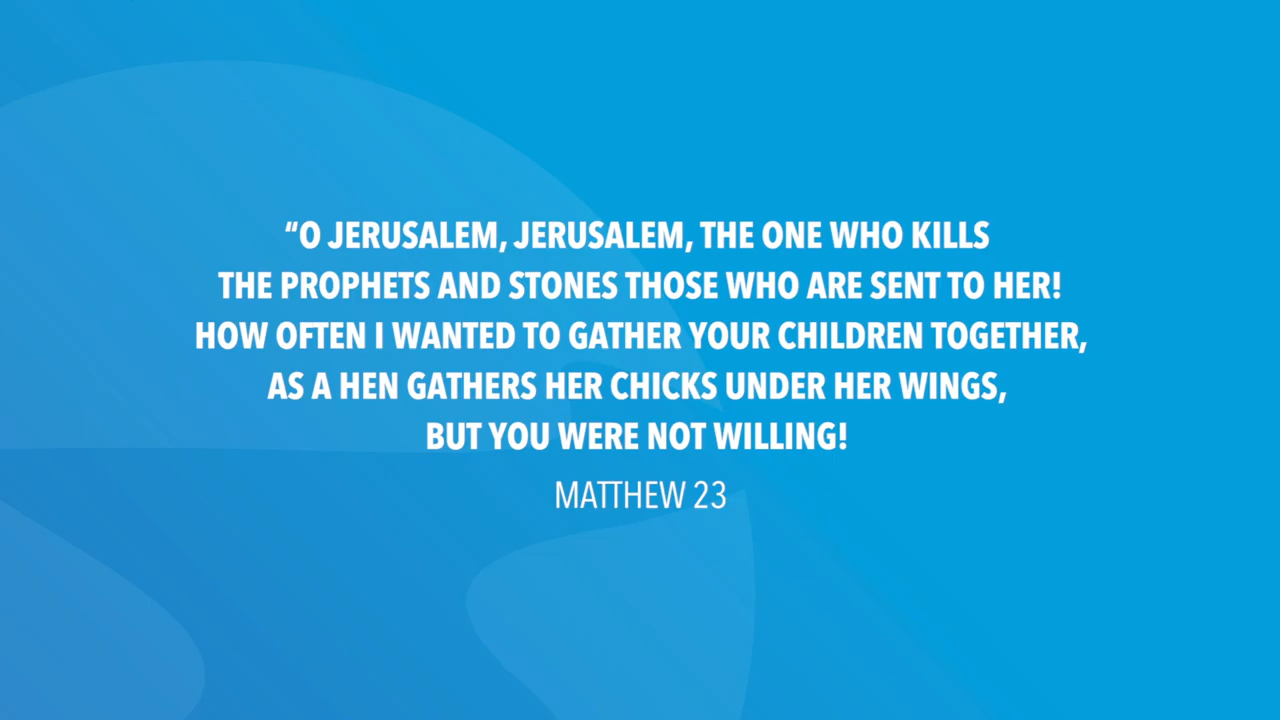 “O JERUSALEM, JERUSALEM, THE ONE WHO KILLS
THE PROPHETS AND STONES THOSE WHO ARE SENT TO HER!
HOW OFTEN I WANTED TO GATHER YOUR CHILDREN TOGETHER,
AS A HEN GATHERS HER CHICKS UNDER HER WINGS,
BUT YOU WERE NOT WILLING!
MATTHEW 23